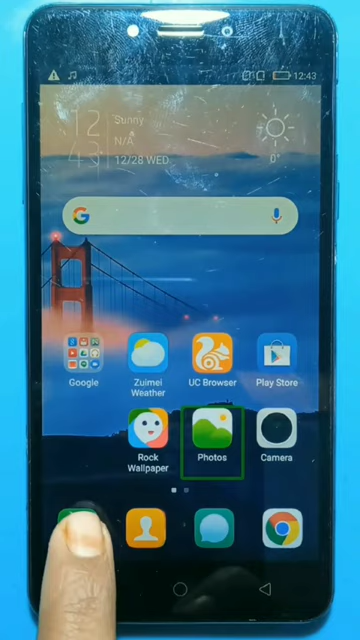 12:43
12
43
Sunny
N/A
12/28 WED
0°
Google
Zuimei
Weather
UC Browser
Play Store
Rock
Wallpaper
Photos
Camera